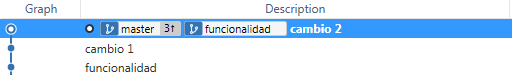 Graph Description
master 3↑ funcionalidad cambio 2
cambio 1
funcionalidad